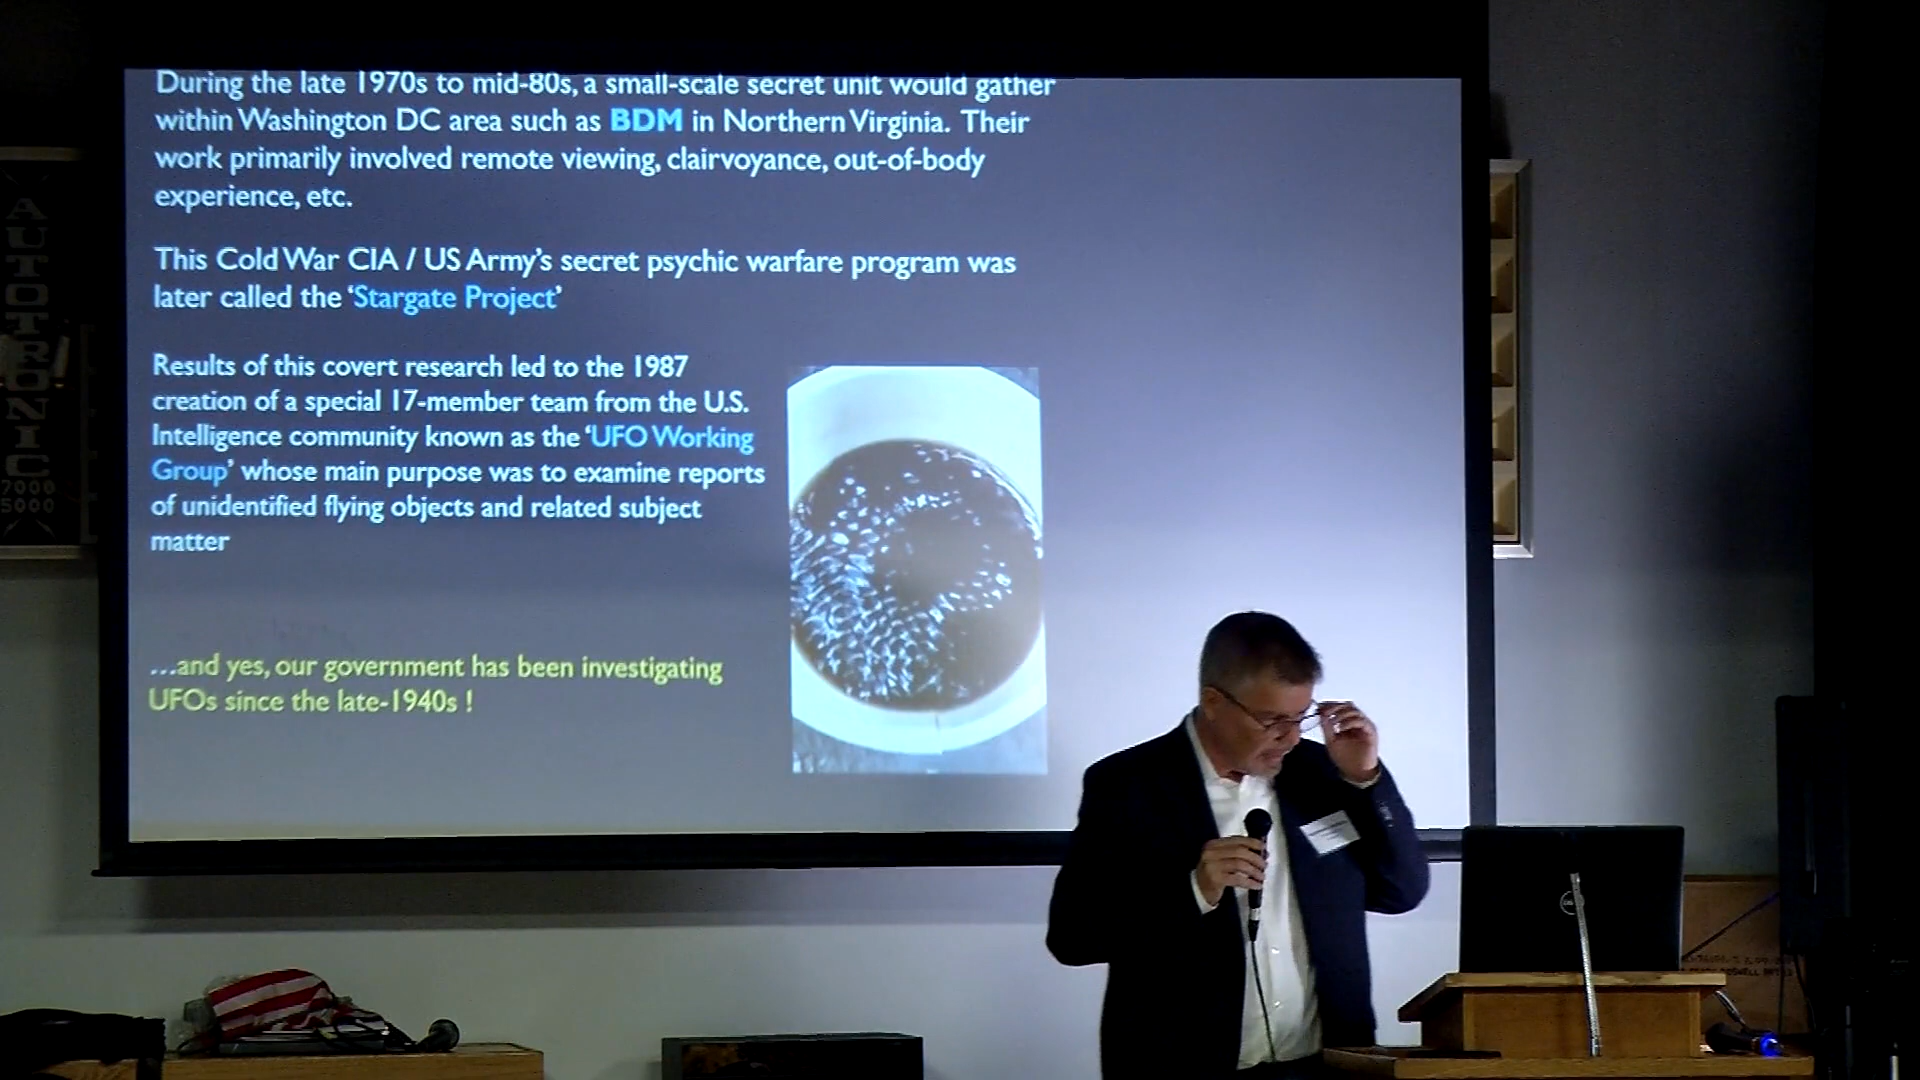 During the late 1970s to mid-80s, a small-scale secret unit would gather
within Washington DC area such as BDM in Northern Virginia. Their
work primarily involved remote viewing, clairvoyance, out-of-body
experience, etc.
This Cold War CIA / US Army's secret psychic warfare program was
later called the 'Stargate Project'
Results of this covert research led to the 1987
creation of a special 17-member team from the U.S.
Intelligence community known as the 'UFO Working
Group' whose main purpose was to examine reports
of unidentified flying objects and related subject
matter
...and yes, our government has been investigating
UFOs since the late-1940s !
AUTOTRONIC
7000
5000